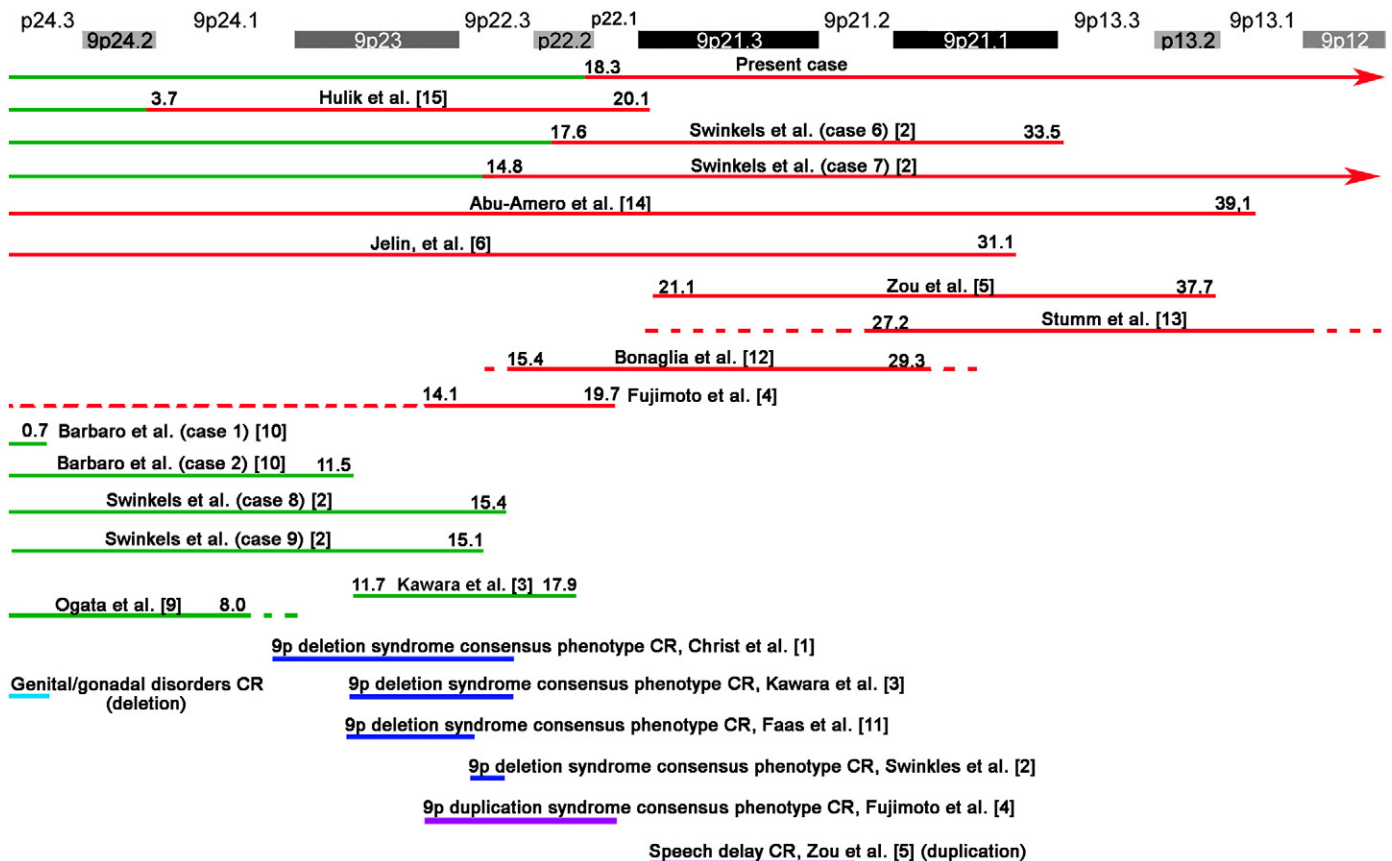 p24.3 9p24.1 9p22.3 p22.1 9p21.2 9p13.3 9p13.1
9p24.2 9p23 p22.2 9p21.3 9p21.1 p13.2 9p12
18.3 Present case
3.7 Hulik et al. [15] 20.1
17.6 Swinkels et al. (case 6) [2] 33.5
14.8 Swinkels et al. (case 7) [2]
Abu-Amero et al. [14] 39,1
Jelin, et al. [6] 31.1
21.1 Zou et al. [5] 37.7
27.2 Stumm et al. [13]
15.4 Bonaglia et al. [12] 29.3
14.1 19.7 Fujimoto et al. [4]
0.7 Barbaro et al. (case 1) [10]
Barbaro et al. (case 2) [10] 11.5
Swinkels et al. (case 8) [2] 15.4
Swinkels et al. (case 9) [2] 15.1
11.7 Kawara et al. [3] 17.9
Ogata et al. [9] 8.0
9p deletion syndrome consensus phenotype CR, Christ et al. [1]
Genital/gonadal disorders CR
(deletion)
9p deletion syndrome consensus phenotype CR, Kawara et al. [3]
9p deletion syndrome consensus phenotype CR, Faas et al. [11]
9p deletion syndrome consensus phenotype CR, Swinkles et al. [2]
9p duplication syndrome consensus phenotype CR, Fujimoto et al. [4]
Speech delay CR, Zou et al. [5] (duplication)